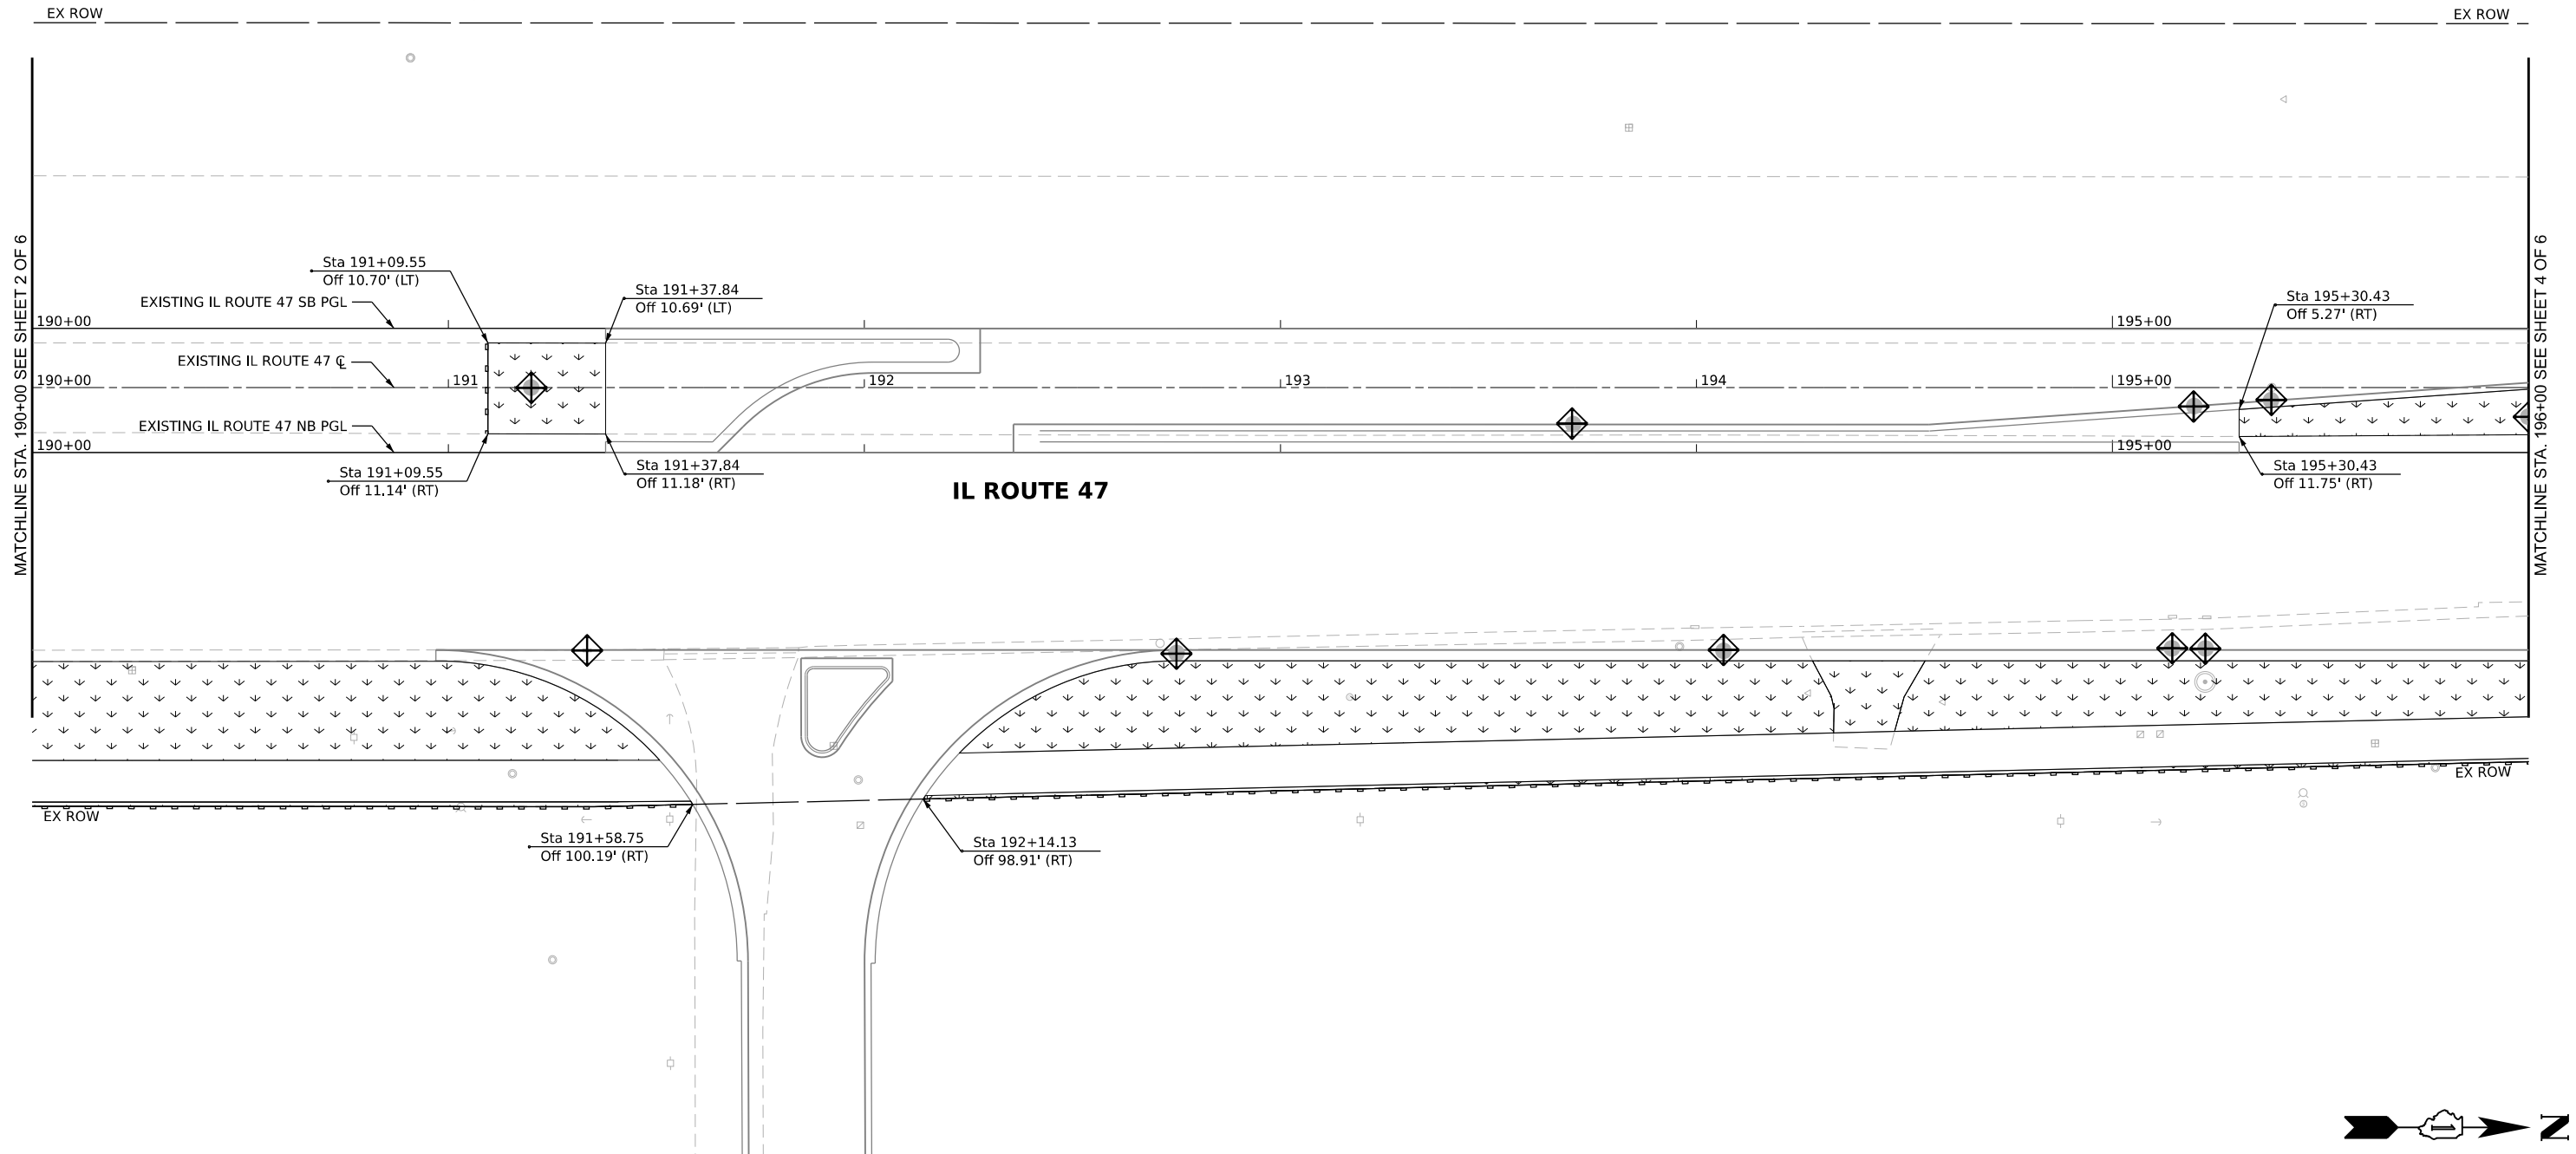 EX ROW
EX ROW
MATCHLINE STA. 190+00 SEE SHEET 2 OF 6
MATCHLINE STA. 196+00 SEE SHEET 4 OF 6
Sta 191+09.55
Off 10.70' (LT)
Sta 191+37.84
Off 10.69' (LT)
Sta 195+30.43
Off 5.27' (RT)
EXISTING IL ROUTE 47 SB PGL
190+00
195+00
EXISTING IL ROUTE 47 ℄
190+00
191
192
193
194
195+00
EXISTING IL ROUTE 47 NB PGL
190+00
195+00
Sta 191+09.55
Off 11.14' (RT)
Sta 191+37.84
Off 11.18' (RT)
Sta 195+30.43
Off 11.75' (RT)
IL ROUTE 47
EX ROW
EX ROW
Sta 191+58.75
Off 100.19' (RT)
Sta 192+14.13
Off 98.91' (RT)
N